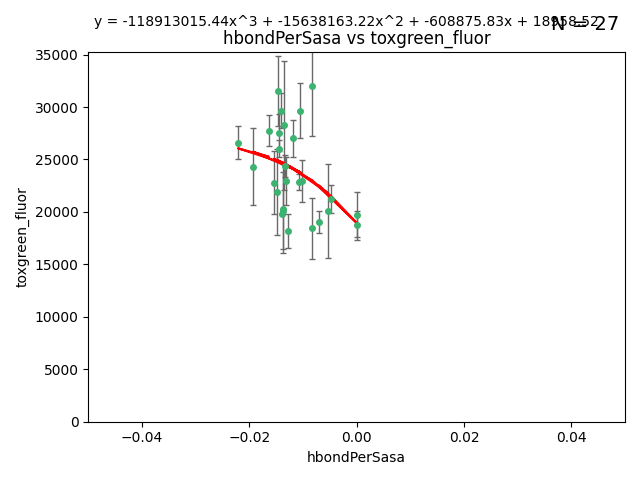 y = -118913015.44x^3 + -15638163.22x^2 + -608875.83x + 18958.52
N = 27
hbondPerSasa vs toxgreen_fluor
35000
30000
25000
20000
15000
10000
5000
0
toxgreen_fluor
−0.04
−0.02
0.00
0.02
0.04
hbondPerSasa